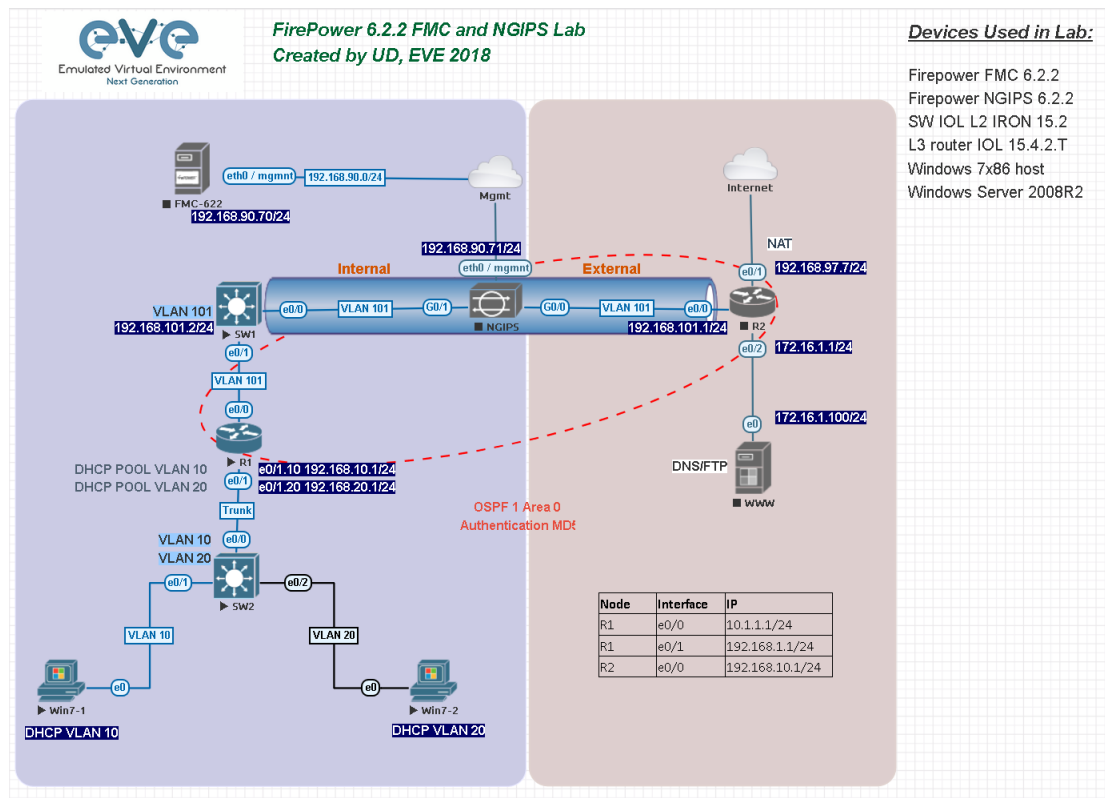 eve
Emulated Virtual Environment
Next Generation
FirePower 6.2.2 FMC and NGIPS Lab
Created by UD, EVE 2018
Devices Used in Lab:
Firepower FMC 6.2.2
Firepower NGIPS 6.2.2
SW IOL L2 IRON 15.2
L3 router IOL 15.4.2.T
Windows 7x86 host
Windows Server 2008R2
eth0 / mgmnt
192.168.90.0/24
Mgmt
Internet
FMC-622
192.168.90.70/24
192.168.90.71/24
eth0 / mgmnt
NAT
e0/1
192.168.97.7/24
Internal
External
VLAN 101
192.168.101.2/24
SW1
e0/0
VLAN 101
G0/1
NGIPS
G0/0
VLAN 101
e0/0
192.168.101.1/24
R2
e0/1
e0/2
172.16.1.1/24
VLAN 101
e0/0
172.16.1.100/24
e0
R1
DHCP POOL VLAN 10
DHCP POOL VLAN 20
e0/1.10 192.168.10.1/24
e0/1
e0/1.20 192.168.20.1/24
DNS/FTP
WWW
Trunk
OSPF 1 Area 0
Authentication MD5
VLAN 10
VLAN 20
e0/0
e0/1
e0/2
SW2
VLAN 10
VLAN 20
Node Interface IP
R1 e0/0 10.1.1.1/24
R1 e0/1 192.168.1.1/24
R2 e0/0 192.168.10.1/24
e0
e0
Win7-1
Win7-2
DHCP VLAN 10
DHCP VLAN 20